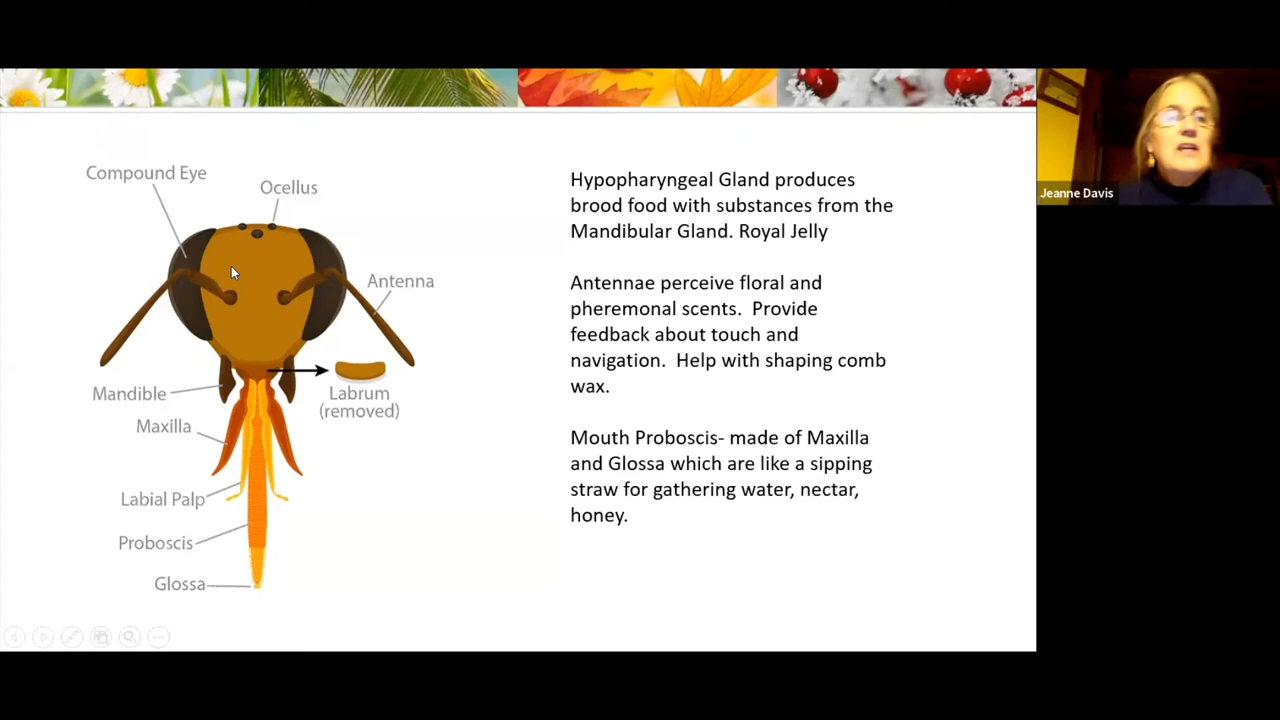 Compound Eye
Ocellus
Antenna
Mandible
Labrum
(removed)
Maxilla
Labial Palp
Proboscis
Glossa
Hypopharyngeal Gland produces
brood food with substances from the
Mandibular Gland. Royal Jelly
Antennae perceive floral and
pheremonal scents.  Provide
feedback about touch and
navigation.  Help with shaping comb
wax.
Mouth Proboscis- made of Maxilla
and Glossa which are like a sipping
straw for gathering water, nectar,
honey.
Jeanne Davis